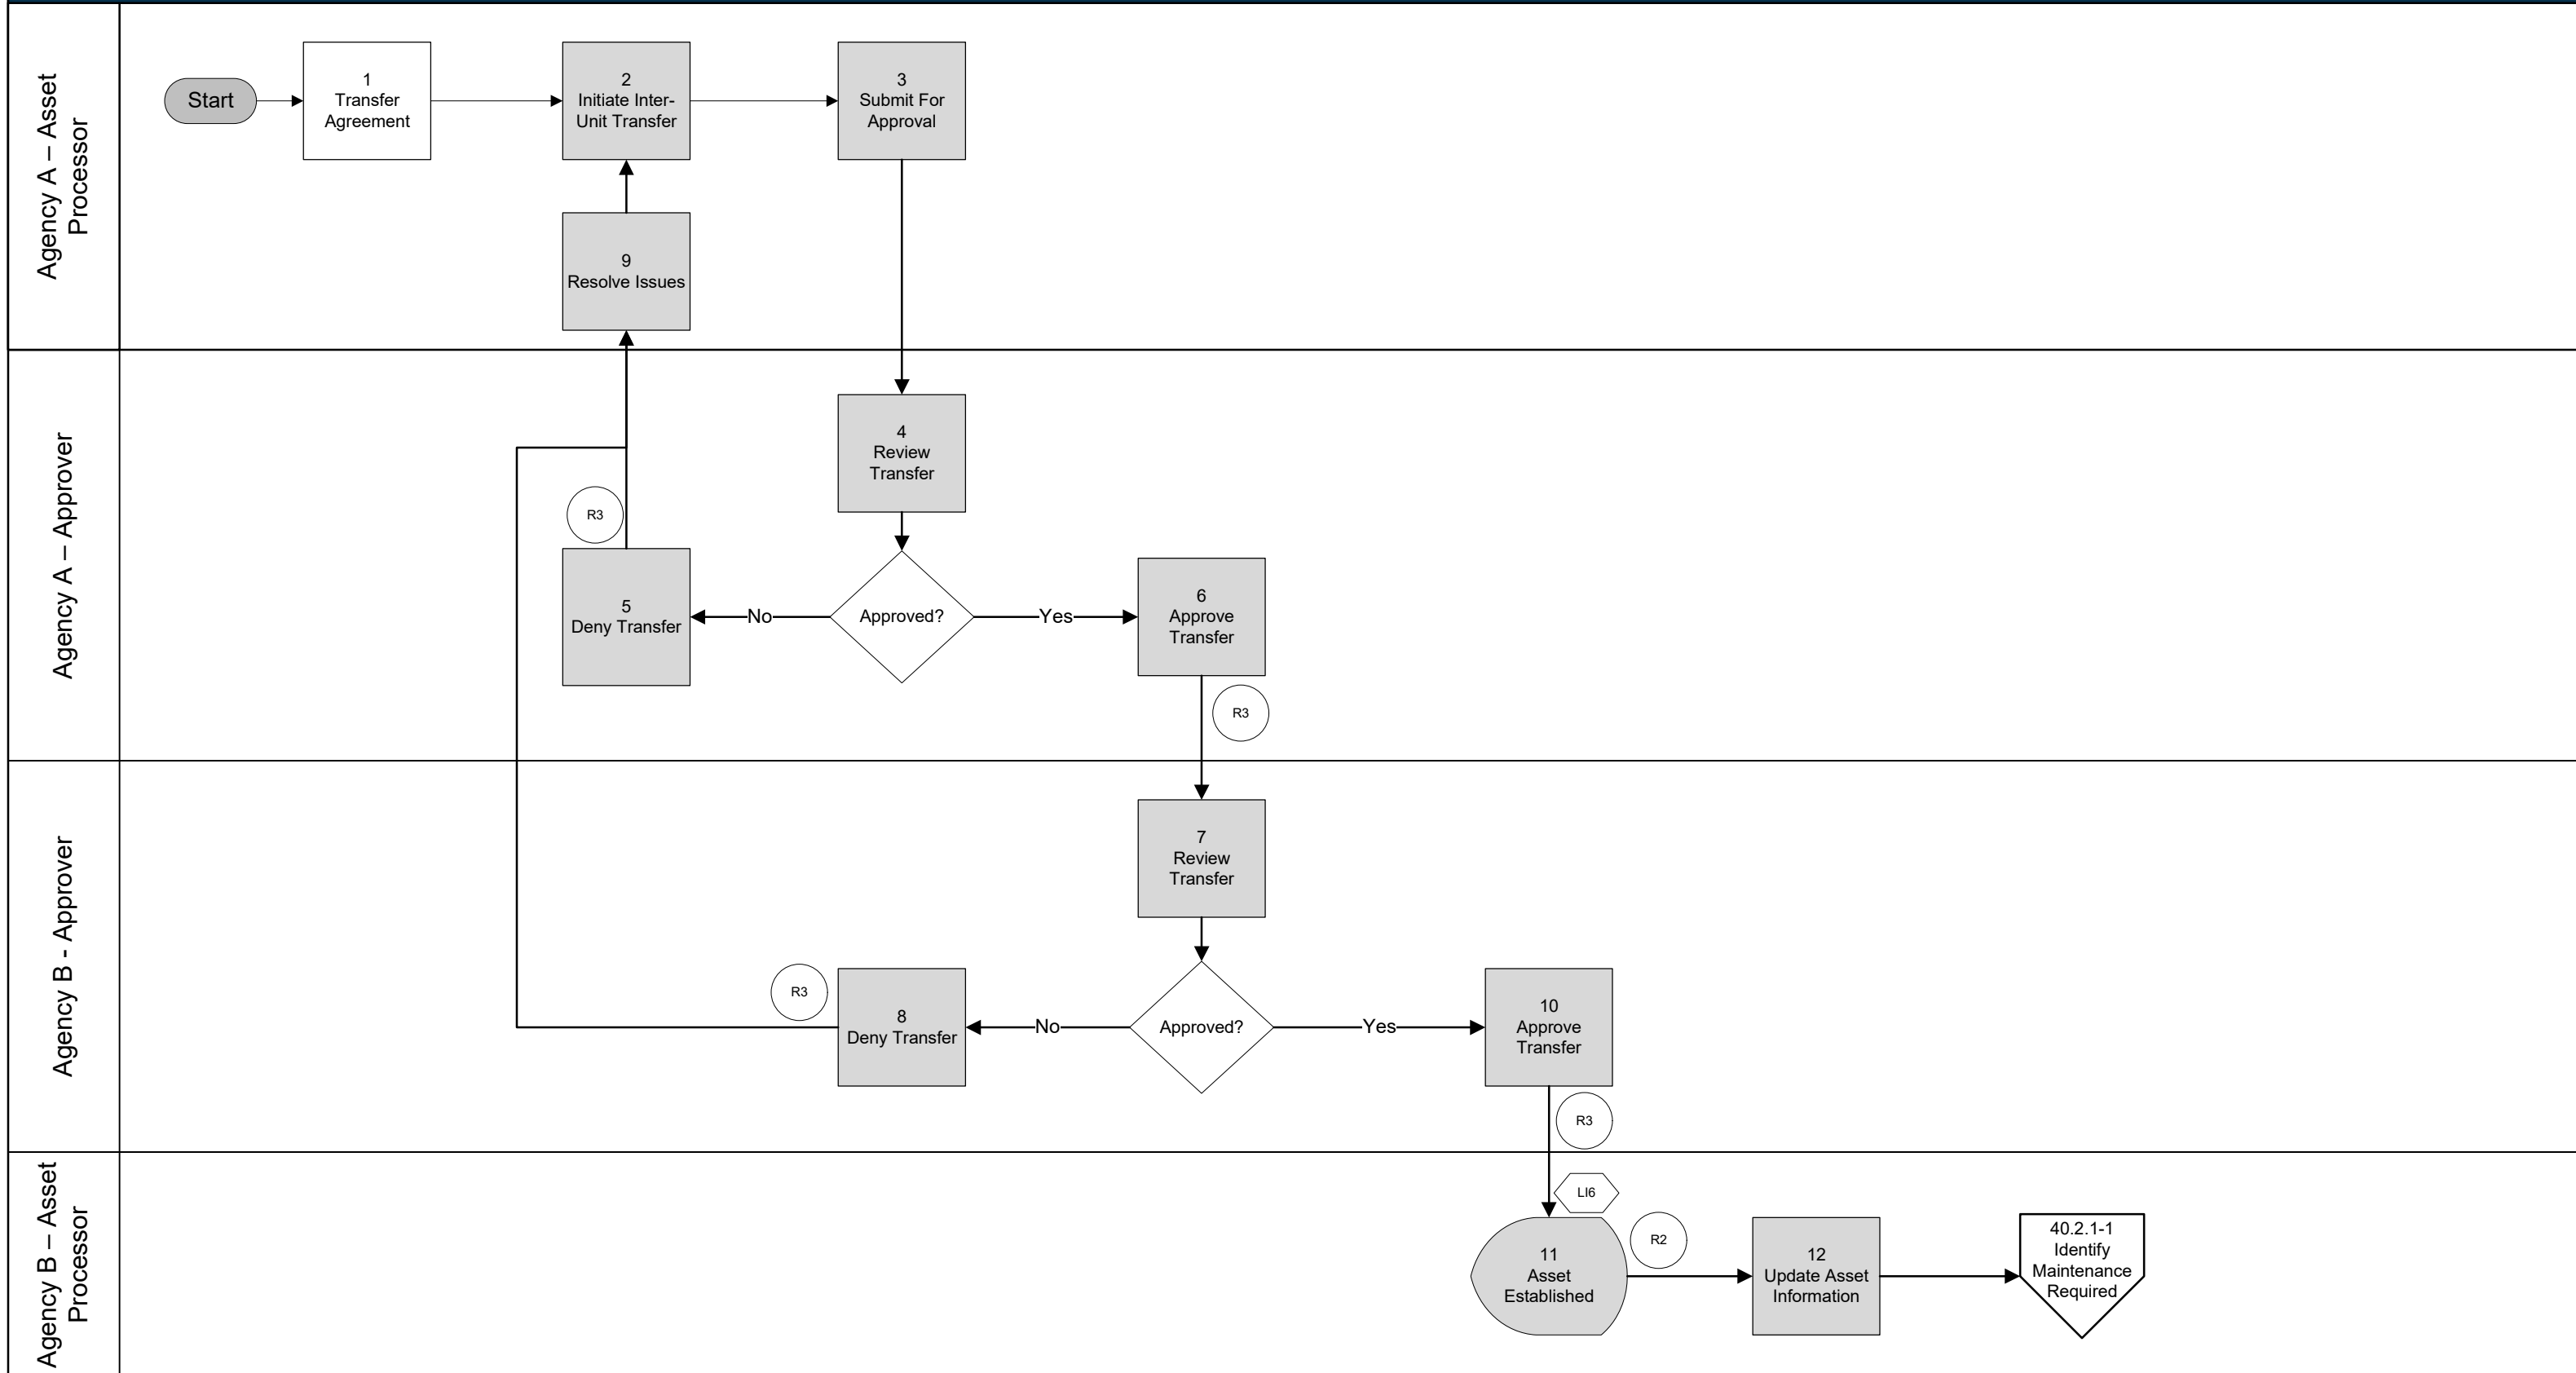 Agency A – Asset
Processor
Start
1
Transfer
Agreement
2
Initiate Inter-
Unit Transfer
3
Submit For
Approval
9
Resolve Issues
Agency A – Approver
4
Review
Transfer
R3
5
Deny Transfer
No
Approved?
Yes
6
Approve
Transfer
R3
Agency B - Approver
7
Review
Transfer
R3
8
Deny Transfer
No
Approved?
Yes
10
Approve
Transfer
R3
Agency B – Asset
Processor
LI6
11
Asset
Established
R2
12
Update Asset
Information
40.2.1-1
Identify
Maintenance
Required